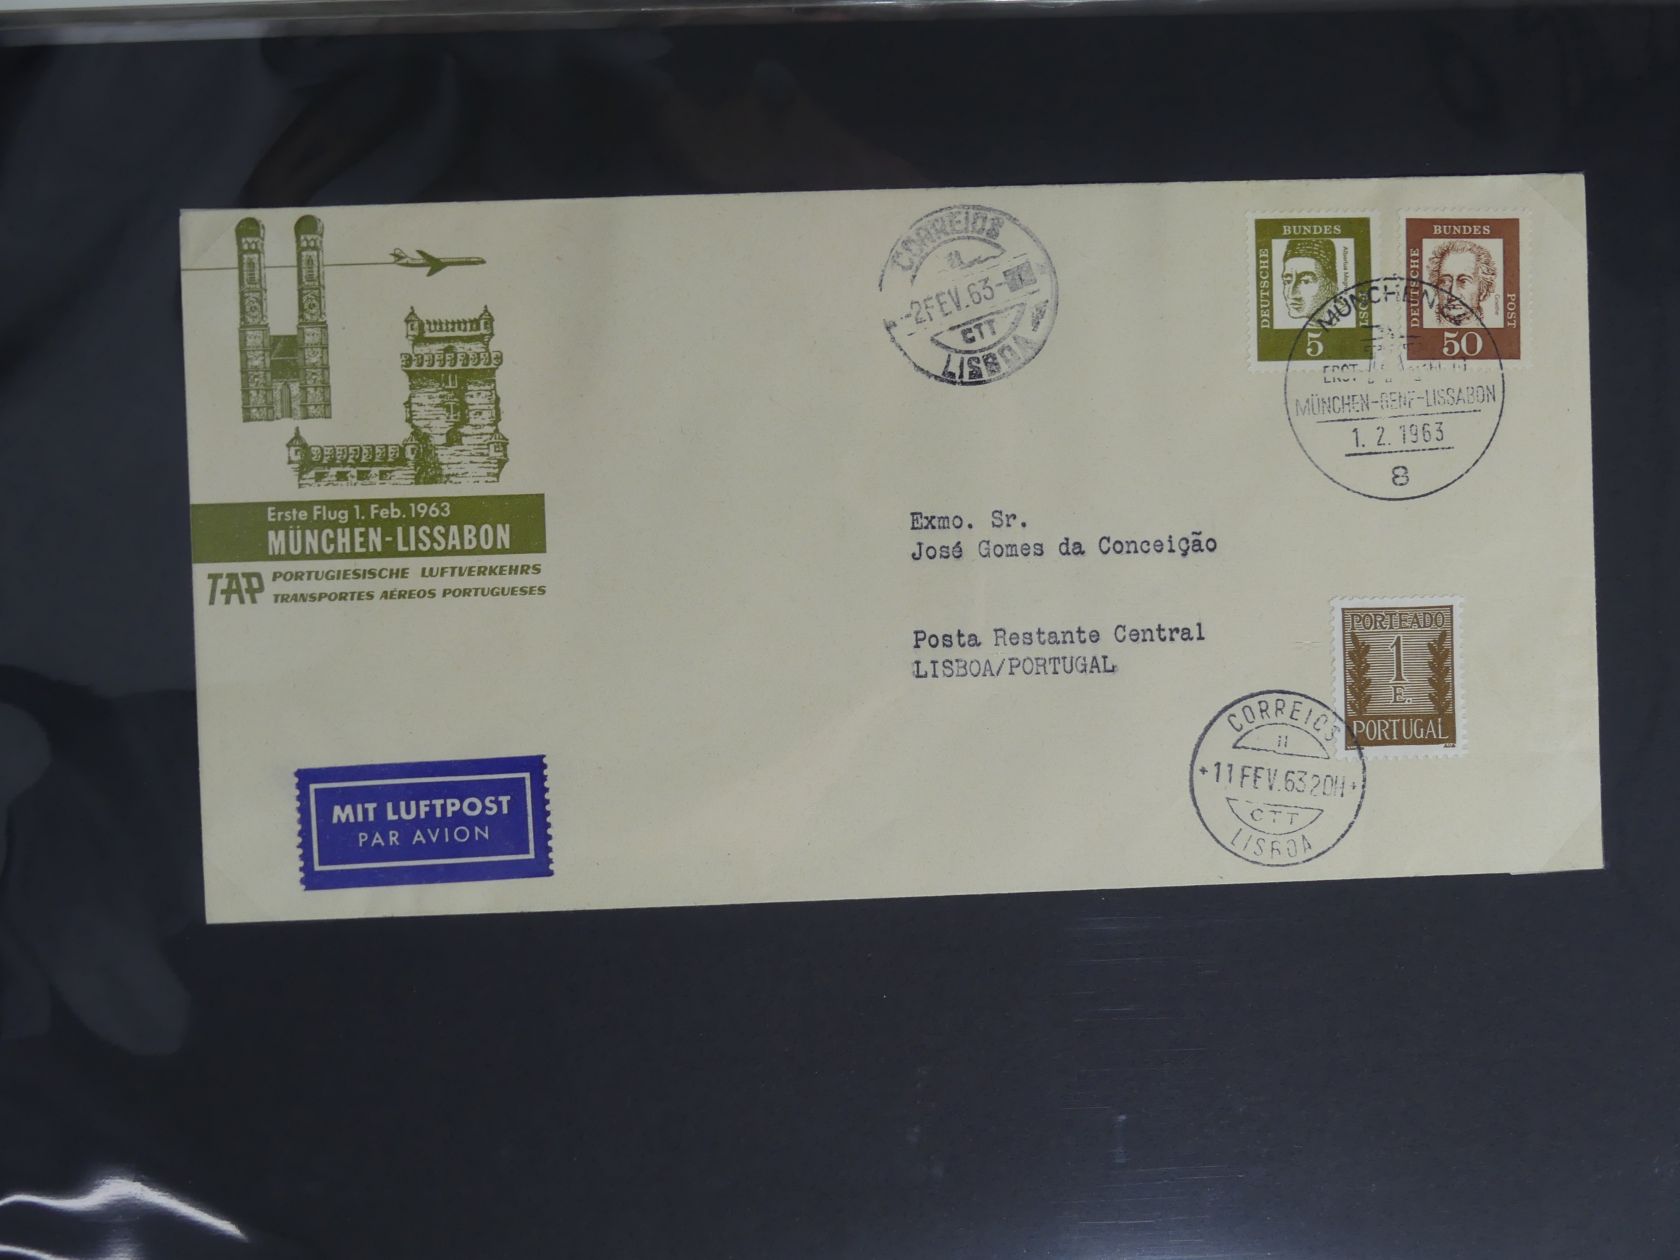 CORREIOS
-2FEV.63-
CTT
LISBOA
BUNDES
DEUTSCHE
5
BUNDES
DEUTSCHE
POST
50
MÜNCHEN
MÜNCHEN-GENF-LISSABON
1. 2. 1963
8
Erste Flug 1. Feb. 1963
MÜNCHEN-LISSABON
TAP PORTUGIESISCHE LUFTVERKEHRS
TRANSPORTES AÉREOS PORTUGUESES
Exmo. Sr.
José Gomes da Conceição
Posta Restante Central
LISBOA/PORTUGAL
PORTEADO
1
E.
PORTUGAL
CORREIOS
11 FEV.63 20H
CTT
LISBOA
MIT LUFTPOST
PAR AVION